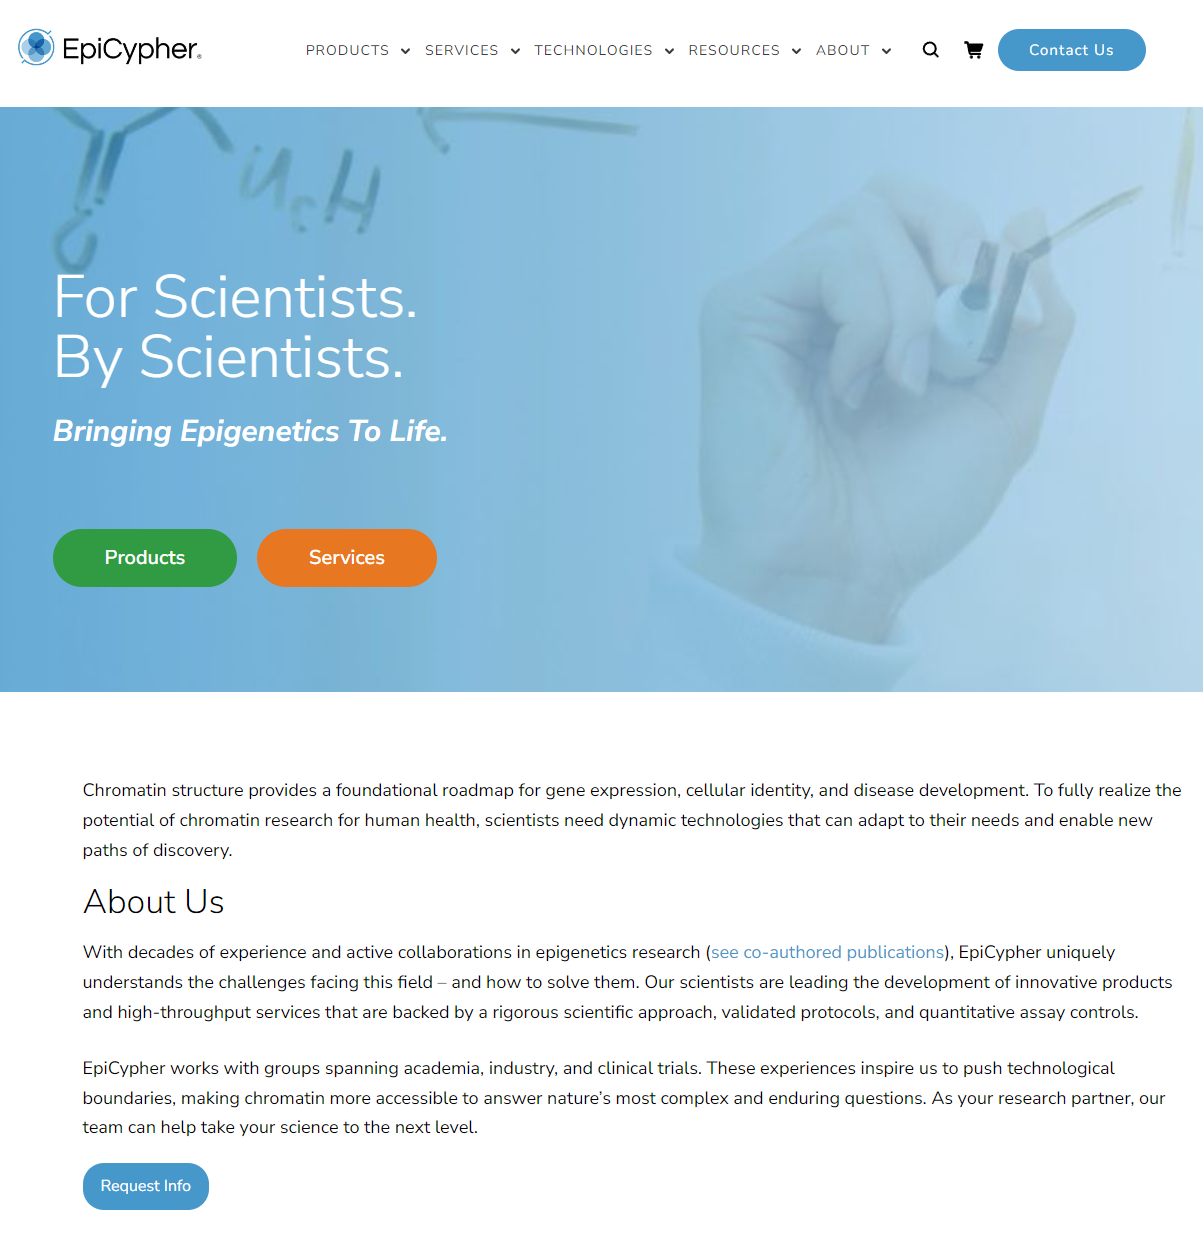 EpiCypher®
PRODUCTS SERVICES TECHNOLOGIES RESOURCES ABOUT Contact Us
H₃C
For Scientists.
By Scientists.
Bringing Epigenetics To Life.
Products Services
Chromatin structure provides a foundational roadmap for gene expression, cellular identity, and disease development. To fully realize the
potential of chromatin research for human health, scientists need dynamic technologies that can adapt to their needs and enable new
paths of discovery.
About Us
With decades of experience and active collaborations in epigenetics research (see co-authored publications), EpiCypher uniquely
understands the challenges facing this field – and how to solve them. Our scientists are leading the development of innovative products
and high-throughput services that are backed by a rigorous scientific approach, validated protocols, and quantitative assay controls.
EpiCypher works with groups spanning academia, industry, and clinical trials. These experiences inspire us to push technological
boundaries, making chromatin more accessible to answer nature’s most complex and enduring questions. As your research partner, our
team can help take your science to the next level.
Request Info